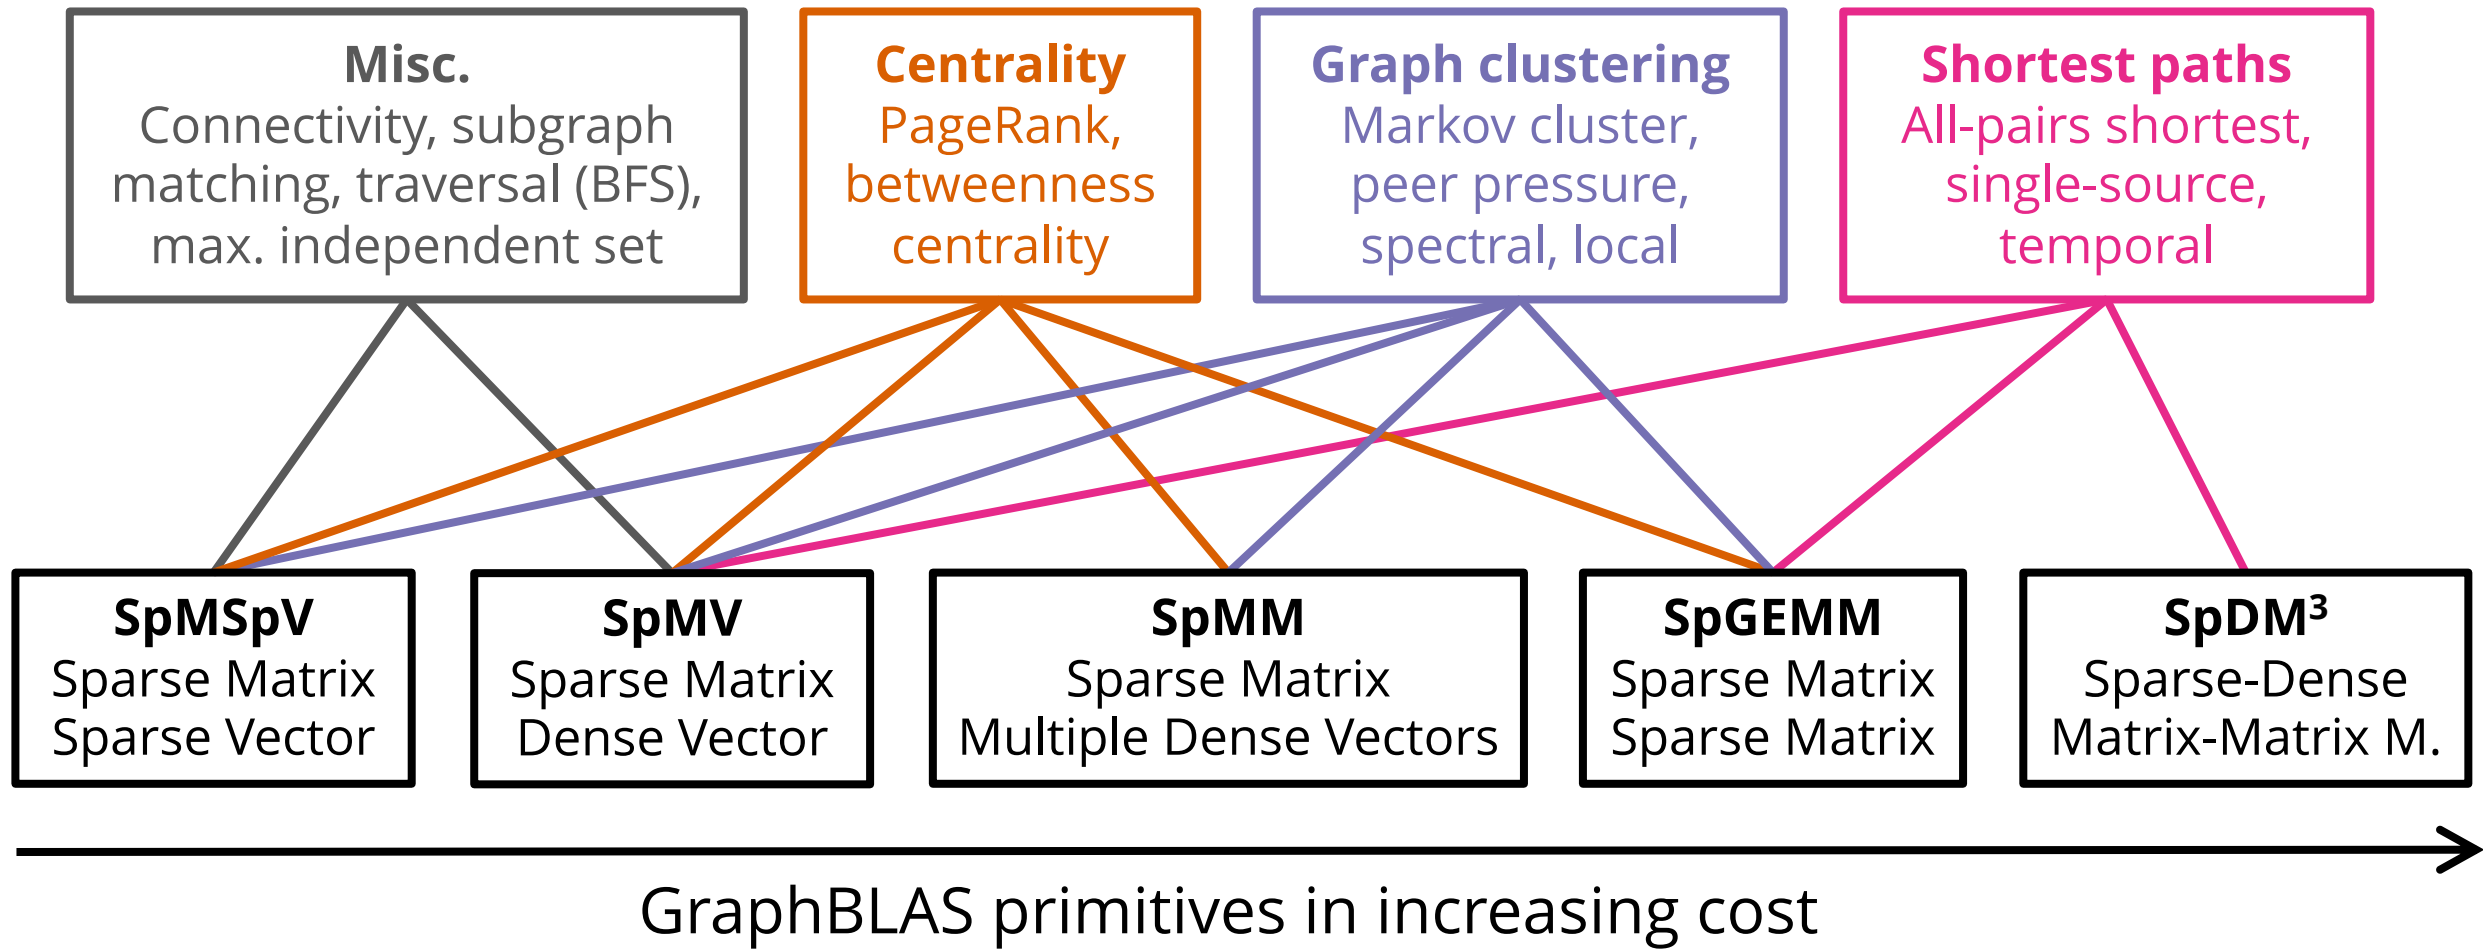 Misc.
Connectivity, subgraph
matching, traversal (BFS),
max. independent set
Centrality
PageRank,
betweenness
centrality
Graph clustering
Markov cluster,
peer pressure,
spectral, local
Shortest paths
All-pairs shortest,
single-source,
temporal
SpMSpV
Sparse Matrix
Sparse Vector
SpMV
Sparse Matrix
Dense Vector
SpMM
Sparse Matrix
Multiple Dense Vectors
SpGEMM
Sparse Matrix
Sparse Matrix
SpDM³
Sparse-Dense
Matrix-Matrix M.
GraphBLAS primitives in increasing cost